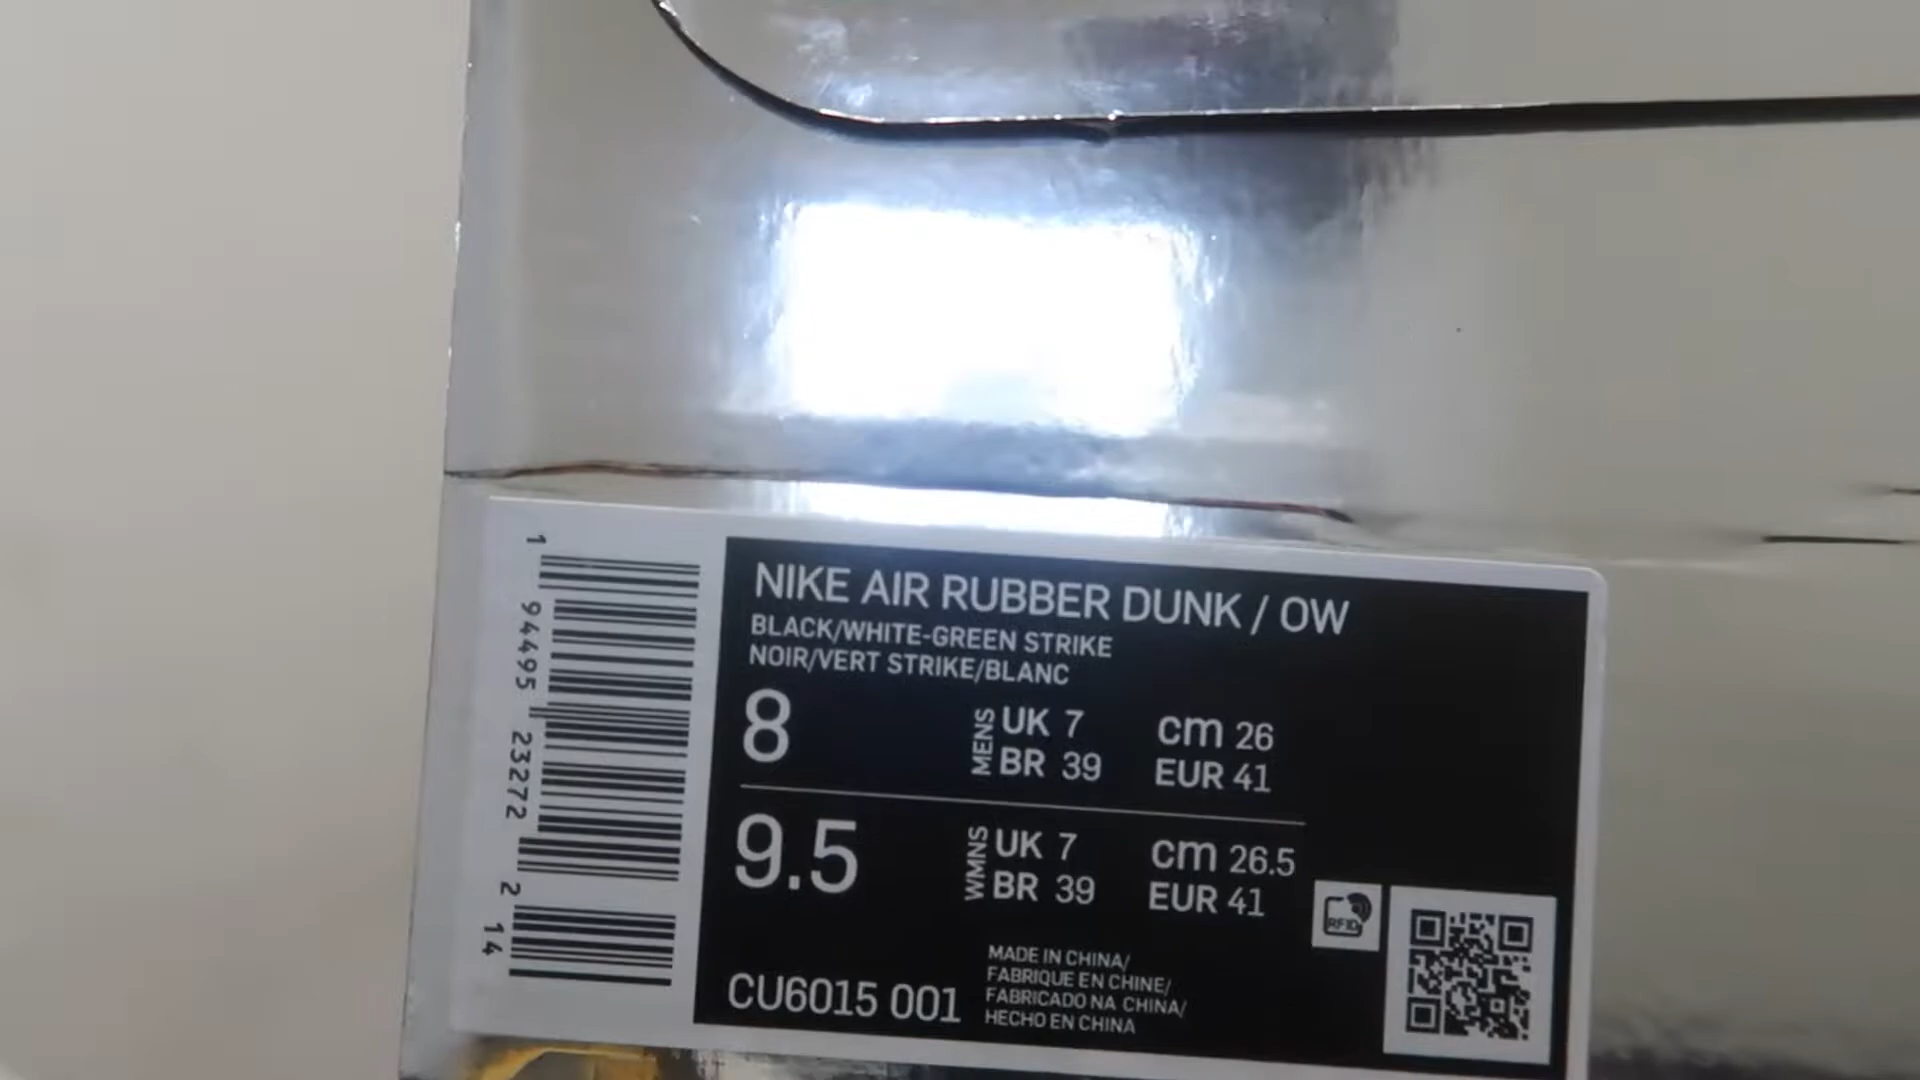 NIKE AIR RUBBER DUNK / OW
BLACK/WHITE-GREEN STRIKE
NOIR/VERT STRIKE/BLANC
8
MENS
UK 7
BR 39
cm 26
EUR 41
9.5
WMNS
UK 7
BR 39
cm 26.5
EUR 41
CU6015 001
MADE IN CHINA/
FABRIQUE EN CHINE/
FABRICADO NA CHINA/
HECHO EN CHINA
RFID
1 94495 23272 2 14